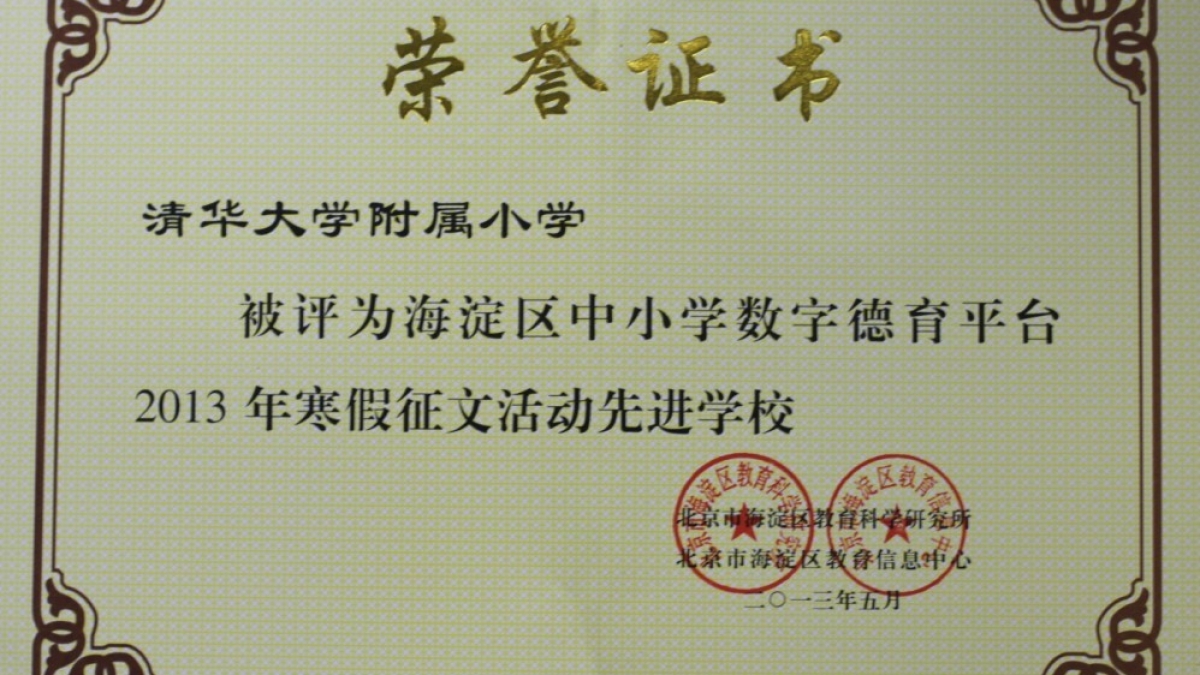 荣誉证书
清华大学附属小学
被评为海淀区中小学数字德育平台
2013 年寒假征文活动先进学校
北京市海淀区教育科学研究所
北京市海淀区教育信息中心
二〇一三年五月